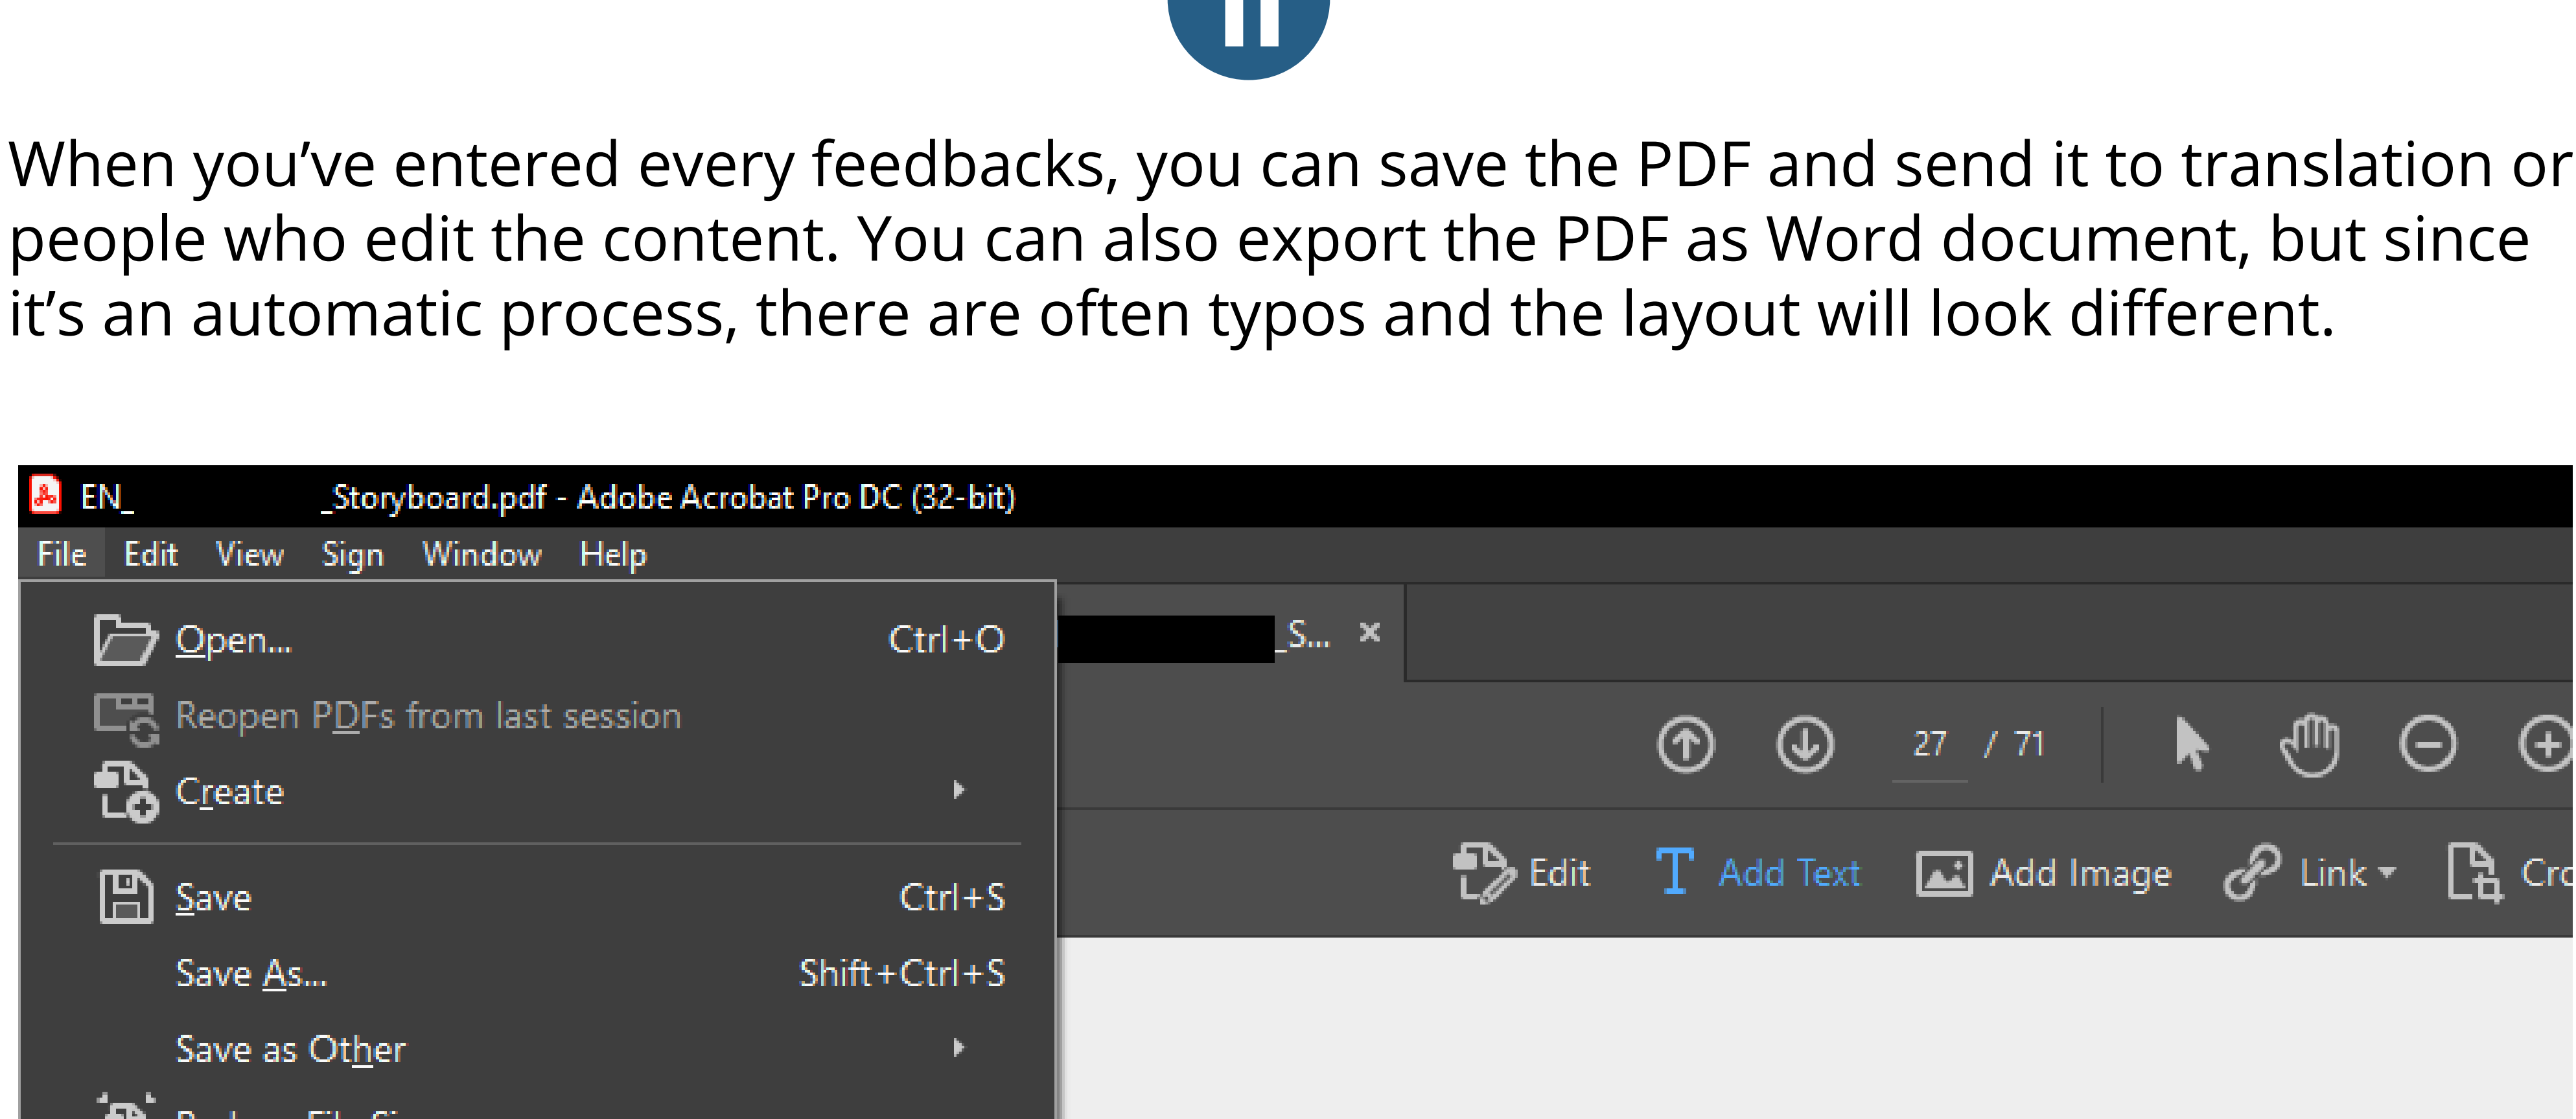 When you’ve entered every feedbacks, you can save the PDF and send it to translation or
people who edit the content. You can also export the PDF as Word document, but since
it’s an automatic process, there are often typos and the layout will look different.
EN_ _Storyboard.pdf - Adobe Acrobat Pro DC (32-bit)
File Edit View Sign Window Help
Open... Ctrl+O
_S... ×
Reopen PDFs from last session
27 / 71
Create
Edit Add Text Add Image Link
Save Ctrl+S
Save As... Shift+Ctrl+S
Save as Other